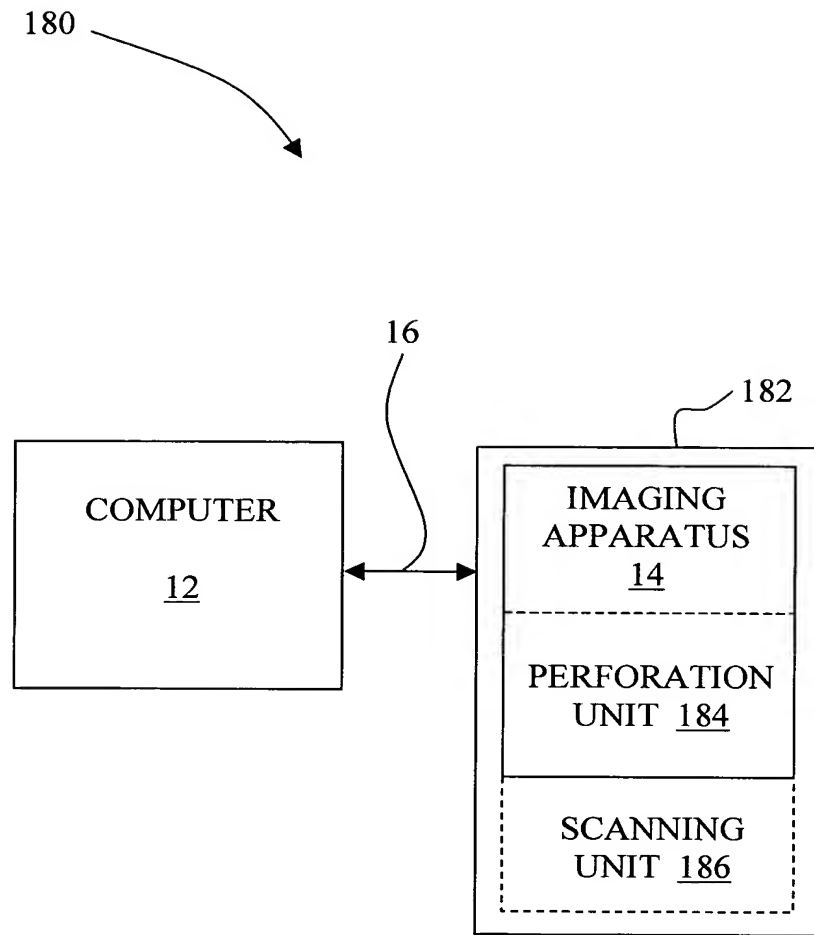 180
16
182
COMPUTER
12
IMAGING
APPARATUS
14
PERFORATION
UNIT 184
SCANNING
UNIT 186